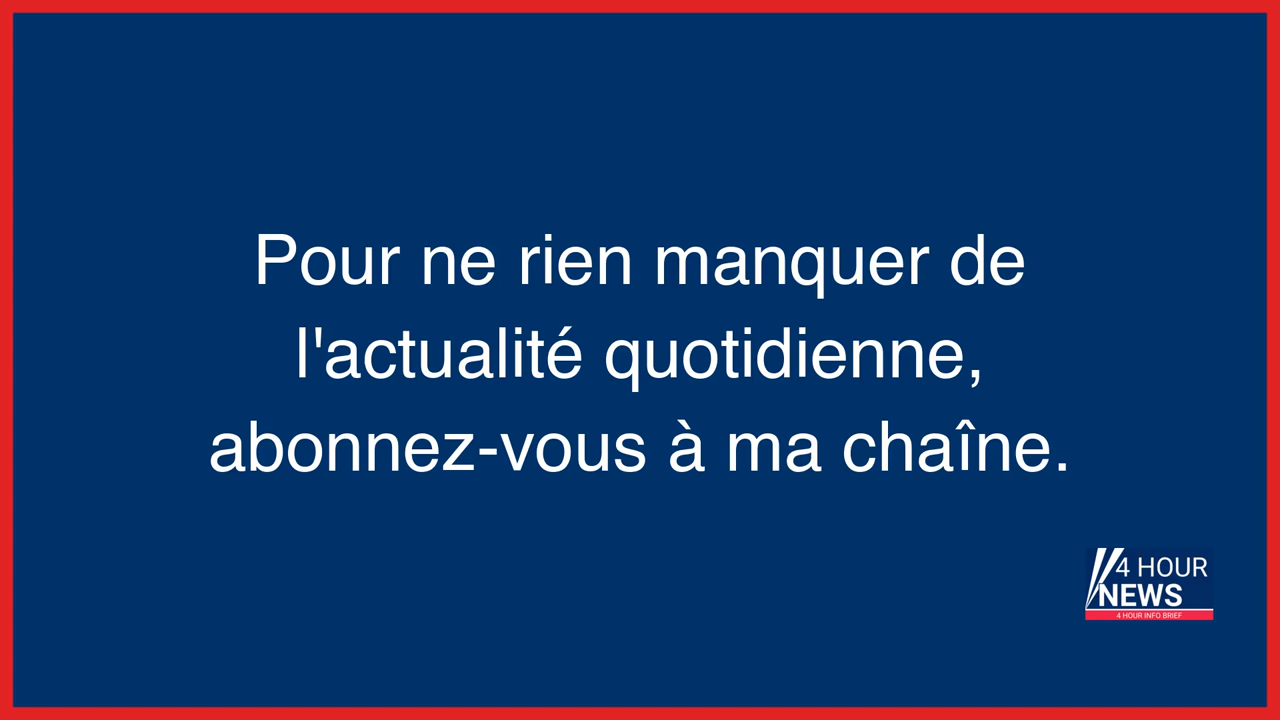 Pour ne rien manquer de
l'actualité quotidienne,
abonnez-vous à ma chaîne.
4 HOUR
NEWS
4 HOUR INFO BRIEF